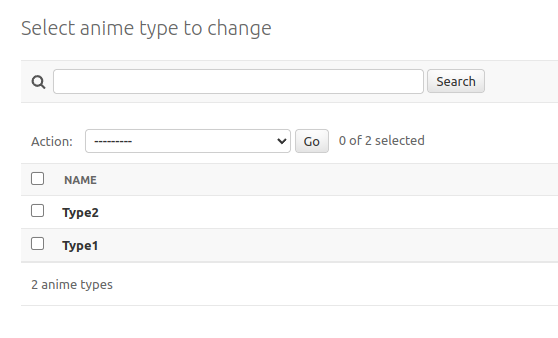 Select anime type to change
Search
Action: --------- Go 0 of 2 selected
NAME
Type2
Type1
2 anime types